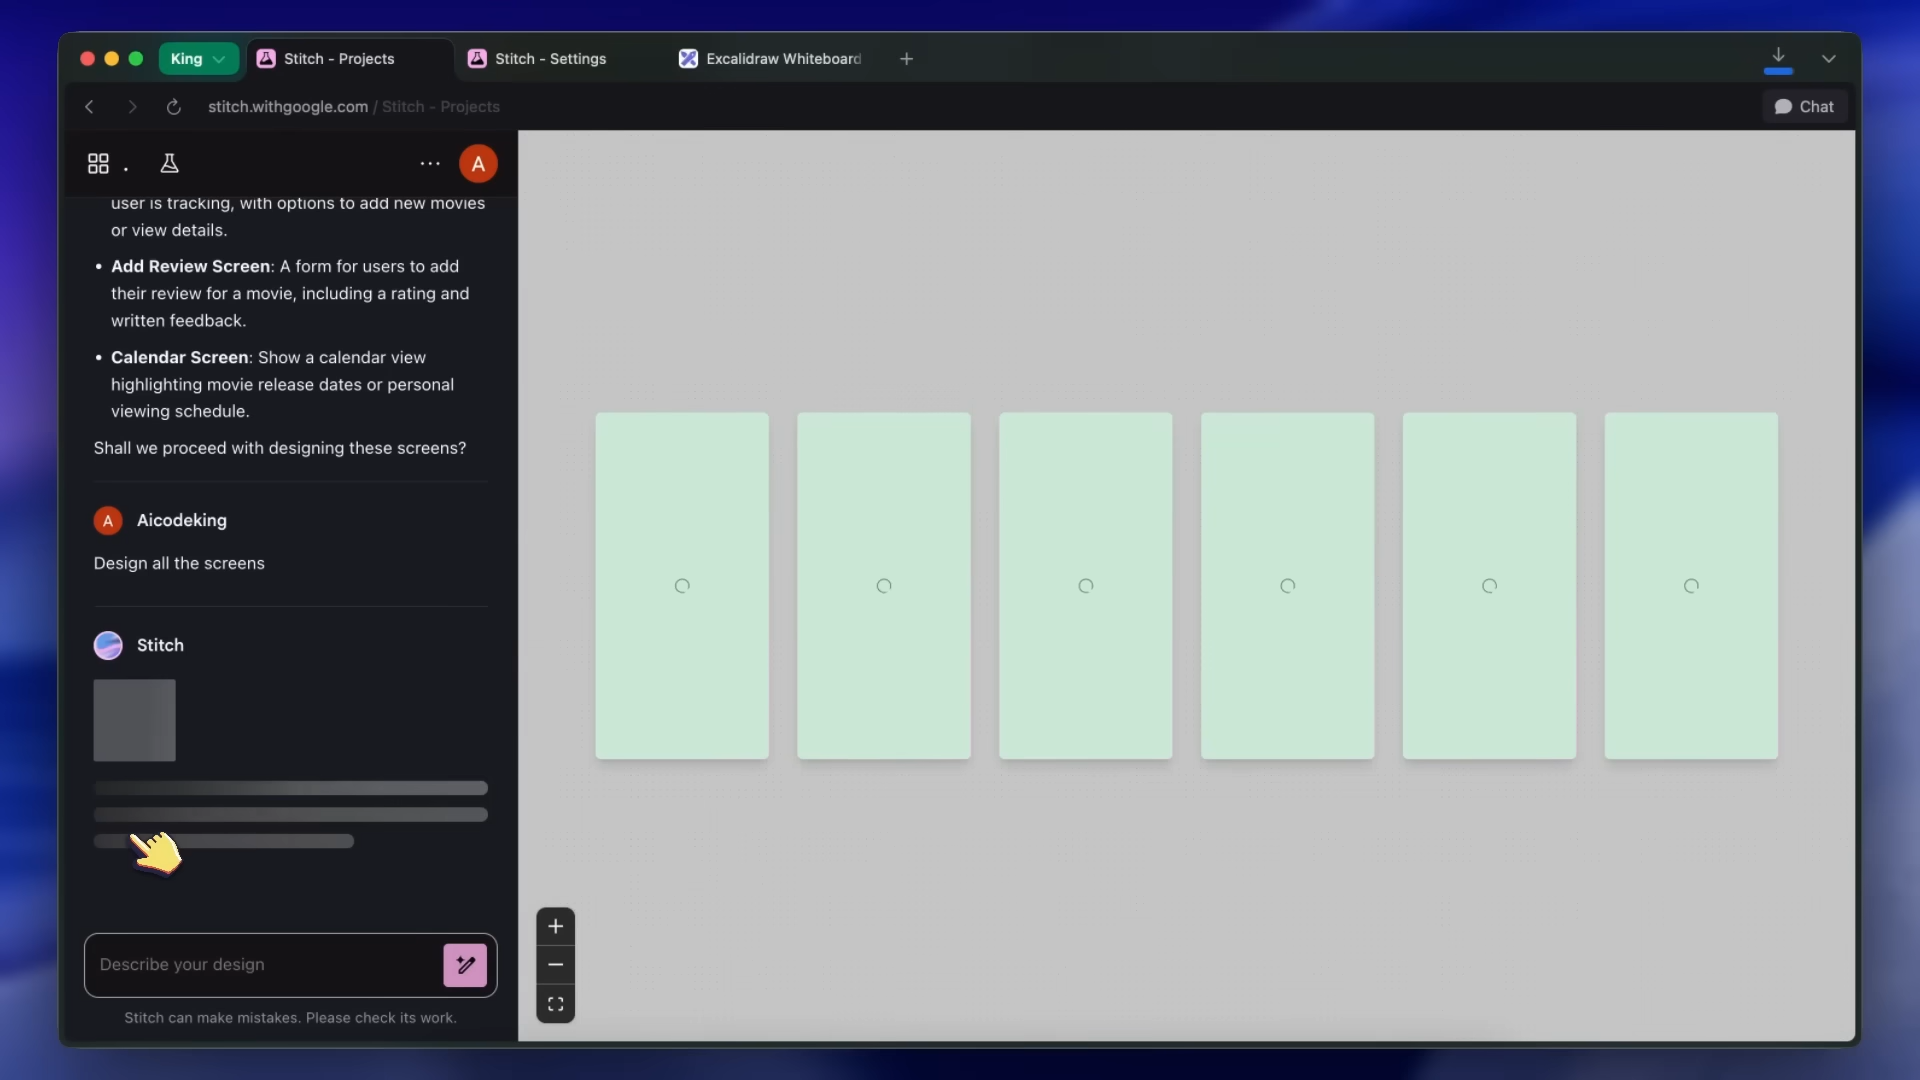 King
Stitch - Projects
Stitch - Settings
Excalidraw Whiteboard
stitch.withgoogle.com / Stitch - Projects
Chat
A
user is tracking, with options to add new movies
or view details.
• Add Review Screen: A form for users to add
their review for a movie, including a rating and
written feedback.
• Calendar Screen: Show a calendar view
highlighting movie release dates or personal
viewing schedule.
Shall we proceed with designing these screens?
A Aicodeking
Design all the screens
Stitch
Describe your design
Stitch can make mistakes. Please check its work.